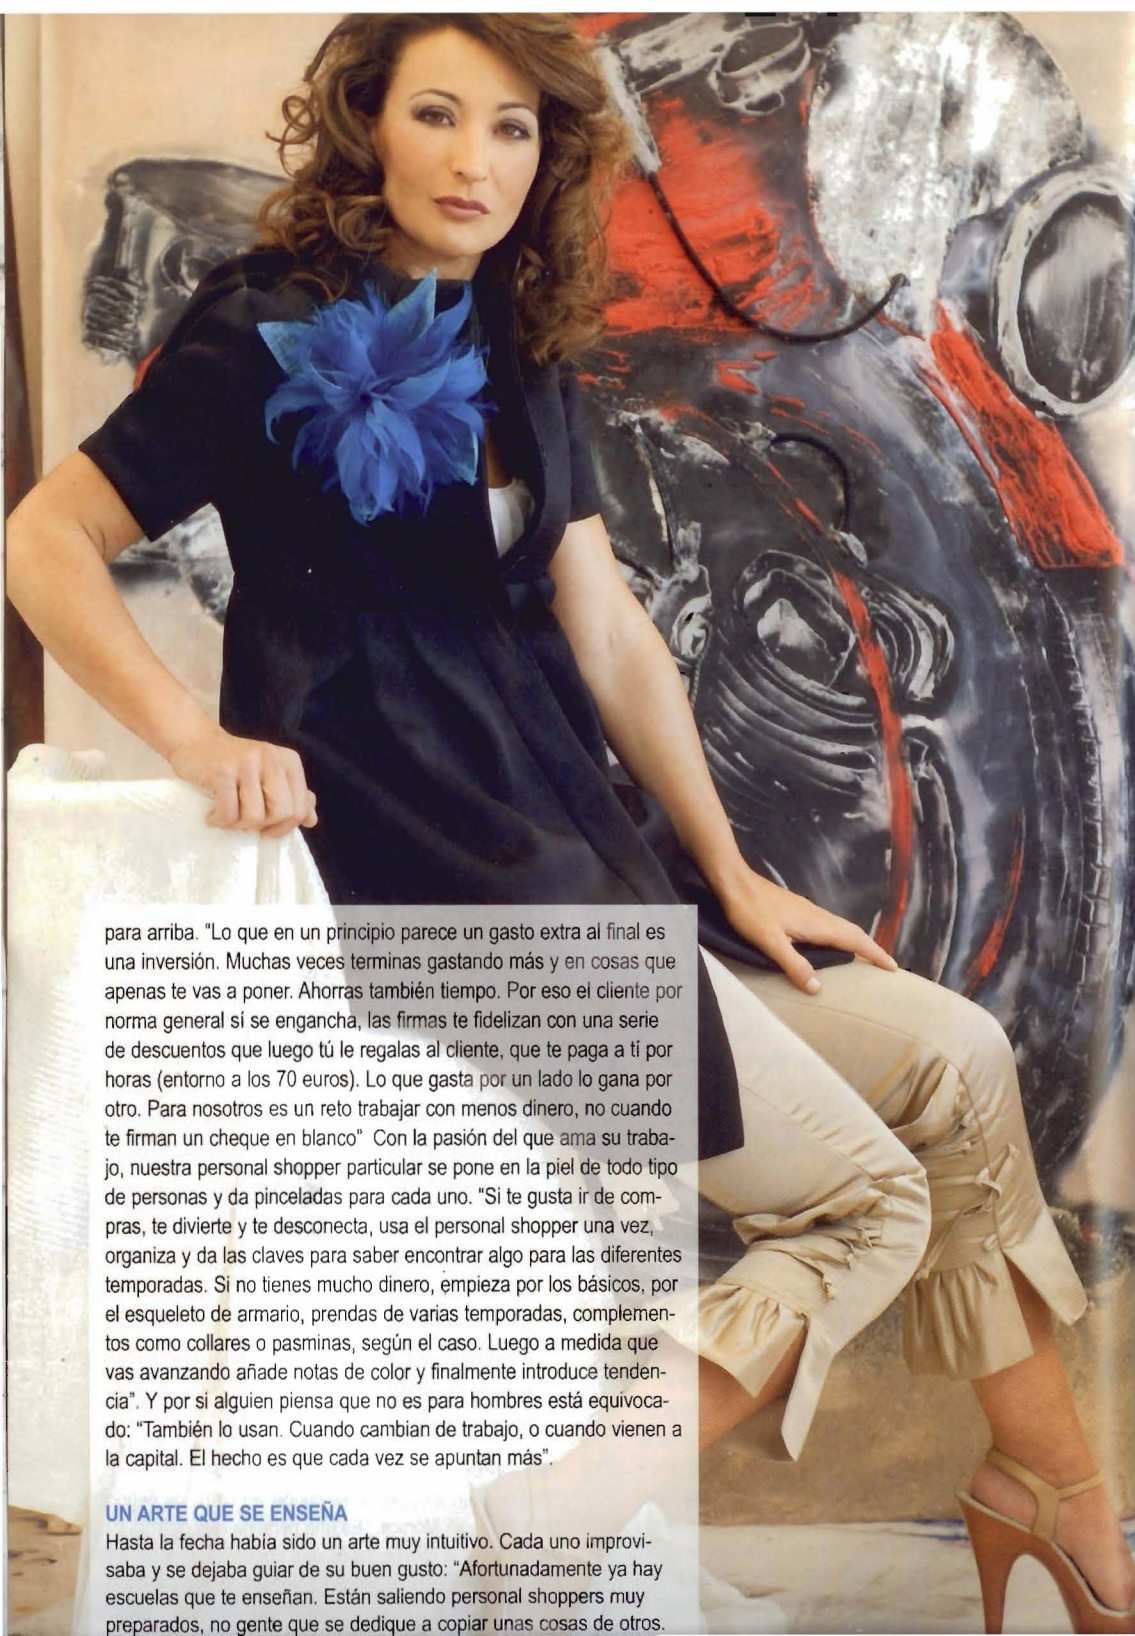 para arriba. "Lo que en un principio parece un gasto extra al final es
una inversión. Muchas veces terminas gastando más y en cosas que
apenas te vas a poner. Ahorras también tiempo. Por eso el cliente por
norma general sí se engancha, las firmas te fidelizan con una serie
de descuentos que luego tú le regalas al cliente, que te paga a tí por
horas (entorno a los 70 euros). Lo que gasta por un lado lo gana por
otro. Para nosotros es un reto trabajar con menos dinero, no cuando
te firman un cheque en blanco" Con la pasión del que ama su traba-
jo, nuestra personal shopper particular se pone en la piel de todo tipo
de personas y da pinceladas para cada uno. "Si te gusta ir de com-
pras, te divierte y te desconecta, usa el personal shopper una vez,
organiza y da las claves para saber encontrar algo para las diferentes
temporadas. Si no tienes mucho dinero, empieza por los básicos, por
el esqueleto de armario, prendas de varias temporadas, complemen-
tos como collares o pasminas, según el caso. Luego a medida que
vas avanzando añade notas de color y finalmente introduce tenden-
cia". Y por si alguien piensa que no es para hombres está equivoca-
do: "También lo usan. Cuando cambian de trabajo, o cuando vienen a
la capital. El hecho es que cada vez se apuntan más".
UN ARTE QUE SE ENSEÑA
Hasta la fecha había sido un arte muy intuitivo. Cada uno improvi-
saba y se dejaba guiar de su buen gusto: "Afortunadamente ya hay
escuelas que te enseñan. Están saliendo personal shoppers muy
preparados, no gente que se dedique a copiar unas cosas de otros.